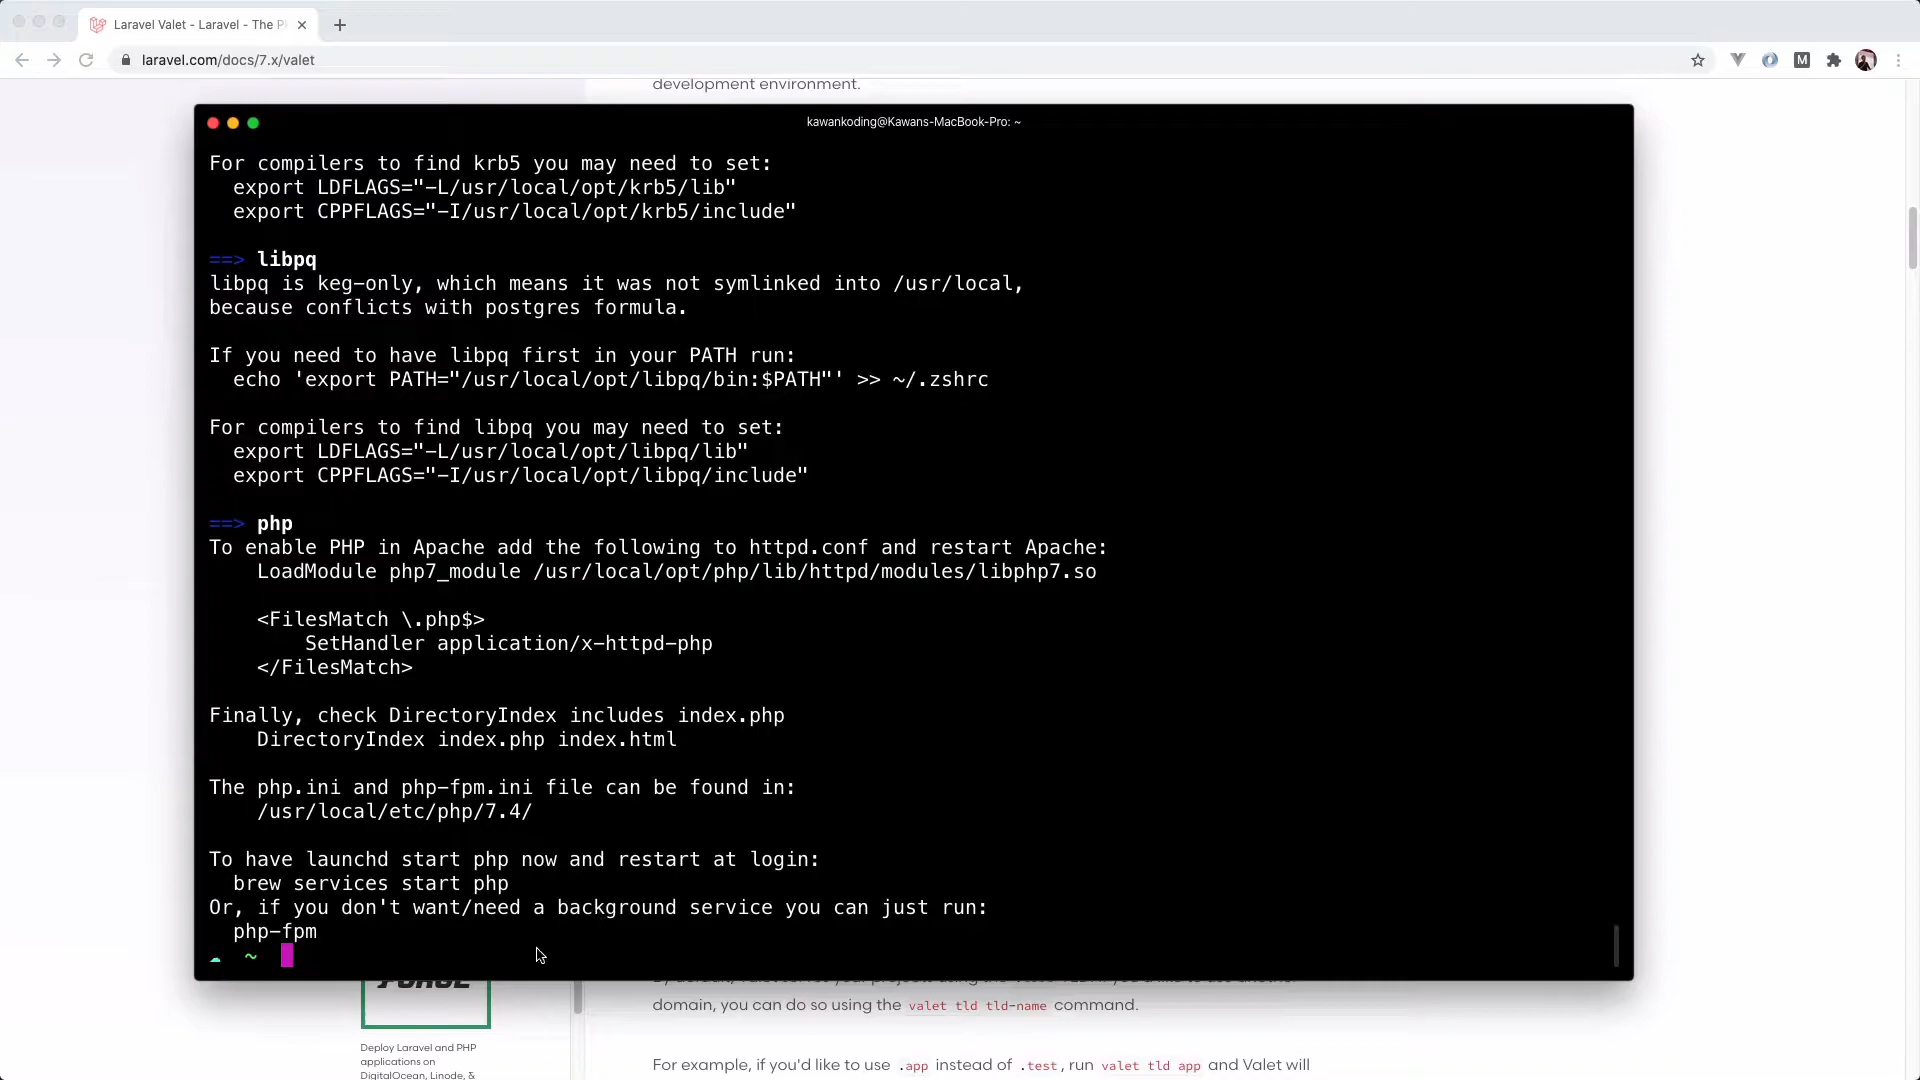 Laravel Valet - Laravel - The P
laravel.com/docs/7.x/valet
M
development environment.
kawankoding@Kawans-MacBook-Pro: ~
For compilers to find krb5 you may need to set:
export LDFLAGS="-L/usr/local/opt/krb5/lib"
export CPPFLAGS="-I/usr/local/opt/krb5/include"
==> libpq
libpq is keg-only, which means it was not symlinked into /usr/local,
because conflicts with postgres formula.
If you need to have libpq first in your PATH run:
echo 'export PATH="/usr/local/opt/libpq/bin:$PATH"' >> ~/.zshrc
For compilers to find libpq you may need to set:
export LDFLAGS="-L/usr/local/opt/libpq/lib"
export CPPFLAGS="-I/usr/local/opt/libpq/include"
==> php
To enable PHP in Apache add the following to httpd.conf and restart Apache:
LoadModule php7_module /usr/local/opt/php/lib/httpd/modules/libphp7.so
<FilesMatch \.php$>
SetHandler application/x-httpd-php
</FilesMatch>
Finally, check DirectoryIndex includes index.php
DirectoryIndex index.php index.html
The php.ini and php-fpm.ini file can be found in:
/usr/local/etc/php/7.4/
To have launchd start php now and restart at login:
brew services start php
Or, if you don't want/need a background service you can just run:
php-fpm
~
domain, you can do so using the valet tld tld-name command.
Deploy Laravel and PHP
applications on
DigitalOcean, Linode, &
For example, if you'd like to use .app instead of .test, run valet tld app and Valet will